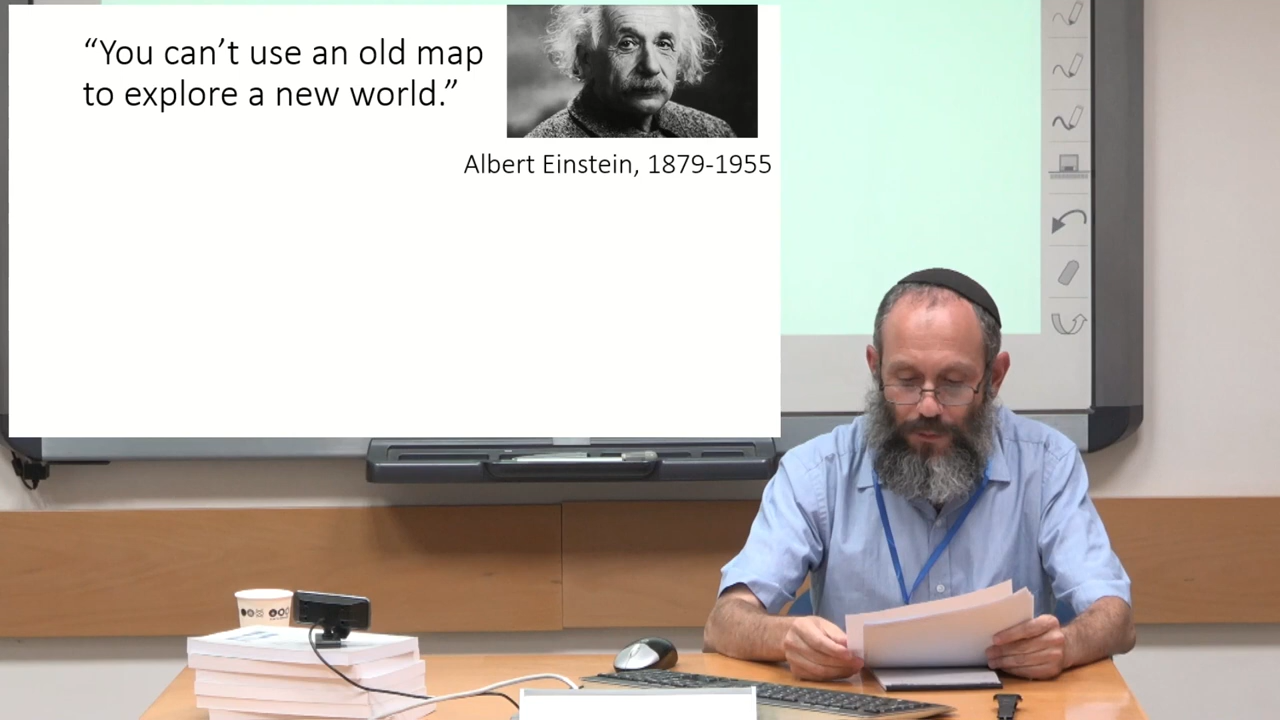 “You can’t use an old map
to explore a new world.”
Albert Einstein, 1879-1955